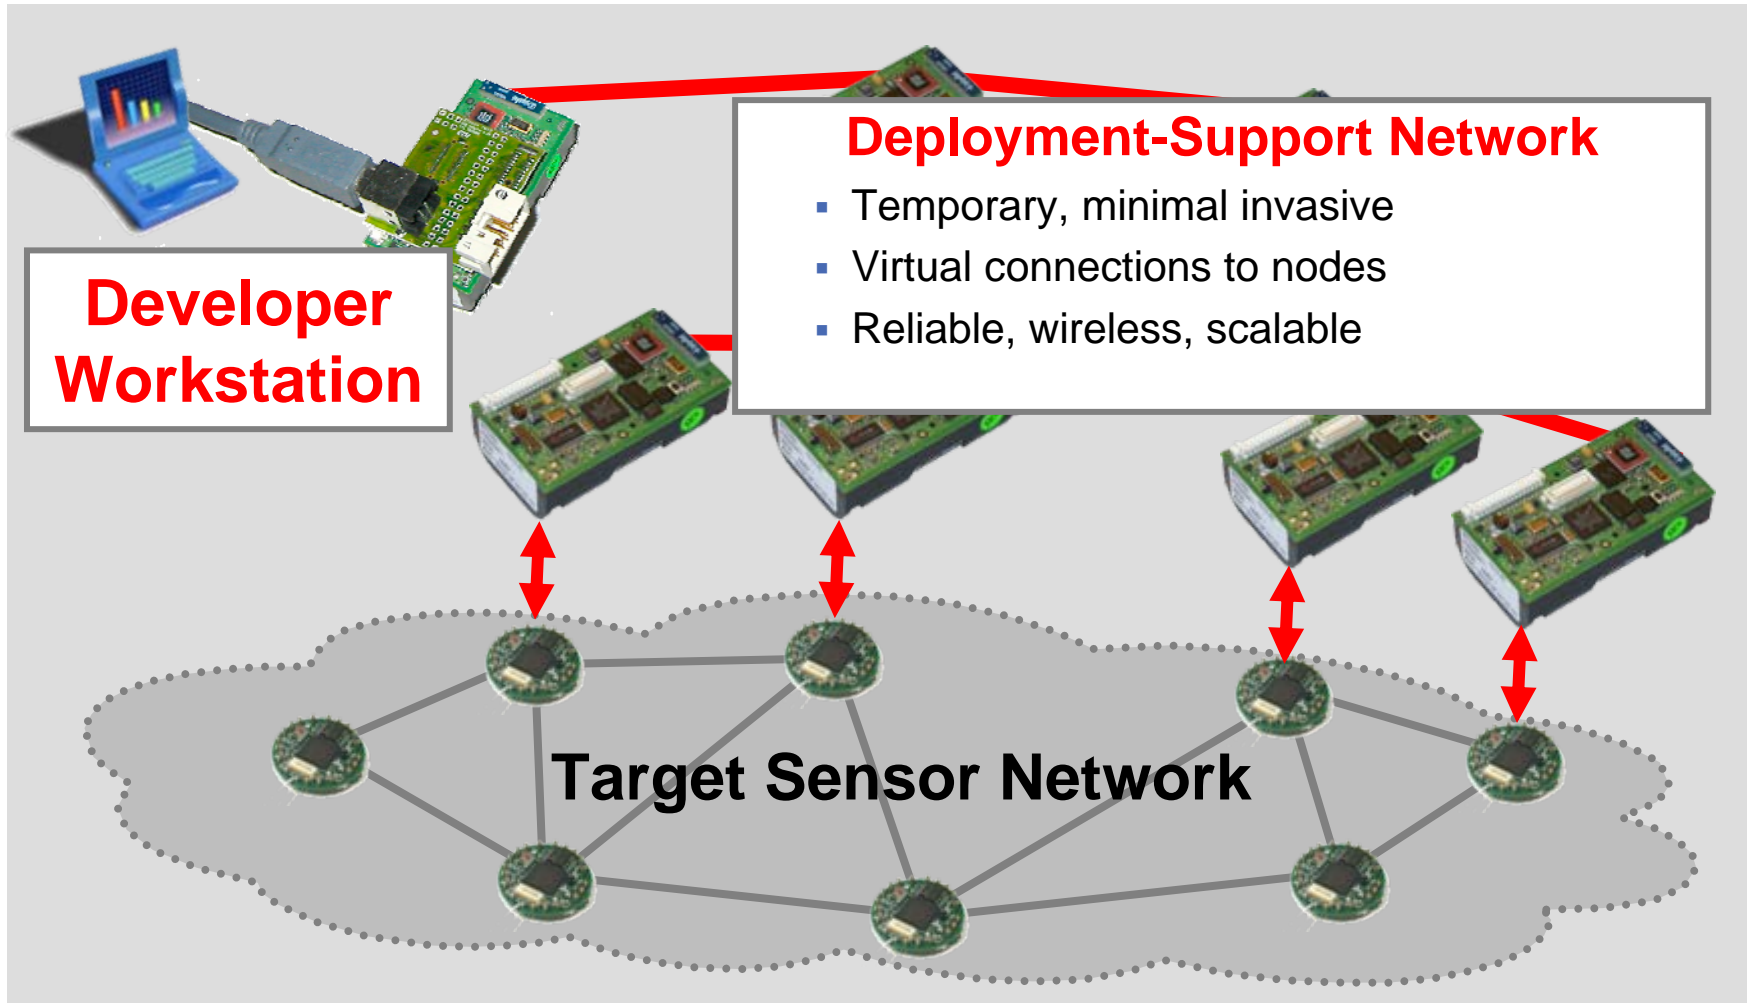 Deployment-Support Network
▪ Temporary, minimal invasive
▪ Virtual connections to nodes
▪ Reliable, wireless, scalable
Developer
Workstation
Target Sensor Network